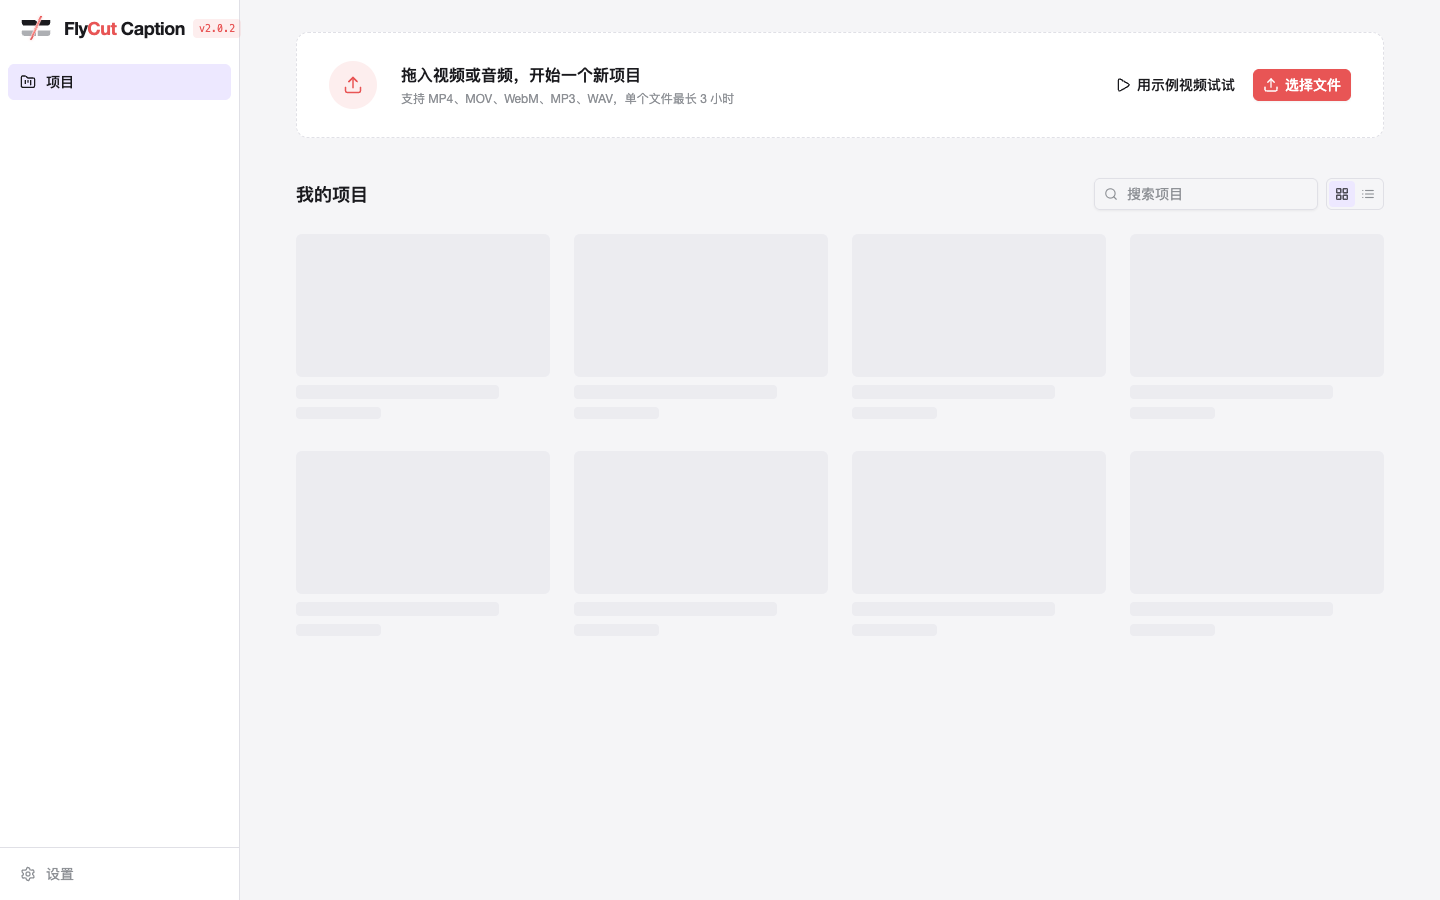 FlyCut Caption v2.0.2
项目
拖入视频或音频，开始一个新项目
支持 MP4、MOV、WebM、MP3、WAV，单个文件最长 3 小时
用示例视频试试
选择文件
我的项目
搜索项目
设置